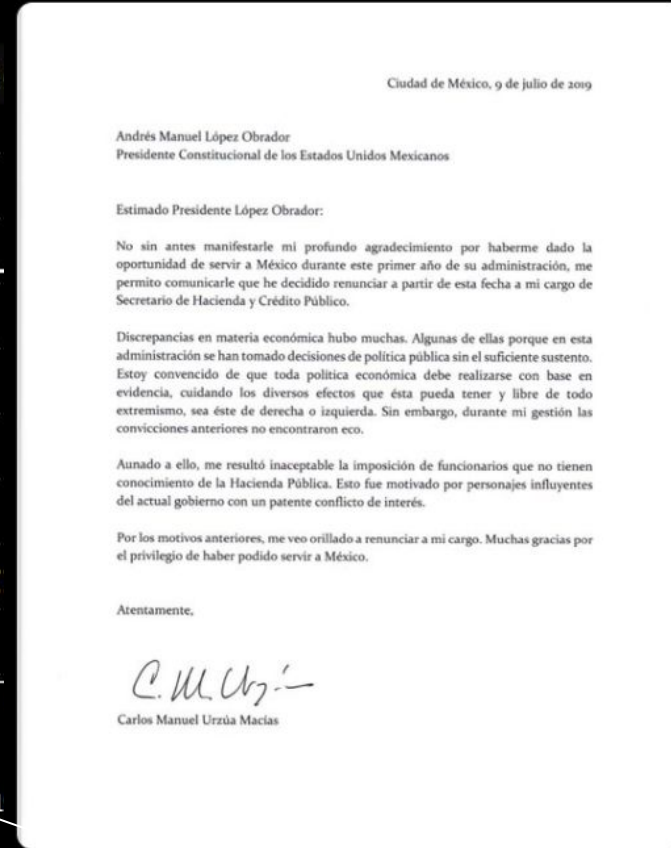 Ciudad de México, 9 de julio de 2019
Andrés Manuel López Obrador
Presidente Constitucional de los Estados Unidos Mexicanos
Estimado Presidente López Obrador:
No sin antes manifestarle mi profundo agradecimiento por haberme dado la
oportunidad de servir a México durante este primer año de su administración, me
permito comunicarle que he decidido renunciar a partir de esta fecha a mi cargo de
Secretario de Hacienda y Crédito Público.
Discrepancias en materia económica hubo muchas. Algunas de ellas porque en esta
administración se han tomado decisiones de política pública sin el suficiente sustento.
Estoy convencido de que toda política económica debe realizarse con base en
evidencia, cuidando los diversos efectos que ésta pueda tener y libre de todo
extremismo, sea éste de derecha o izquierda. Sin embargo, durante mi gestión las
convicciones anteriores no encontraron eco.
Aunado a ello, me resultó inaceptable la imposición de funcionarios que no tienen
conocimiento de la Hacienda Pública. Esto fue motivado por personajes influyentes
del actual gobierno con un patente conflicto de interés.
Por los motivos anteriores, me veo orillado a renunciar a mi cargo. Muchas gracias por
el privilegio de haber podido servir a México.
Atentamente,
C. M. Urzúa
Carlos Manuel Urzúa Macías